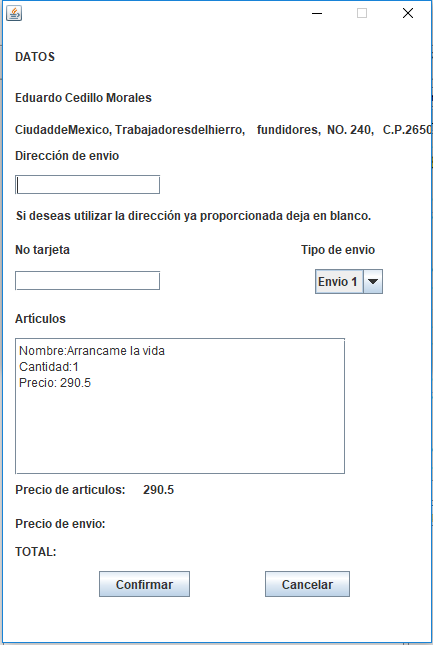 DATOS
Eduardo Cedillo Morales
CiudaddeMexico, Trabajadoresdelhierro, fundidores, NO. 240, C.P.2650
Dirección de envio
Si deseas utilizar la dirección ya proporcionada deja en blanco.
No tarjeta Tipo de envio
Envio 1
Artículos
Nombre:Arrancame la vida
Cantidad:1
Precio: 290.5
Precio de articulos: 290.5
Precio de envio:
TOTAL:
Confirmar Cancelar